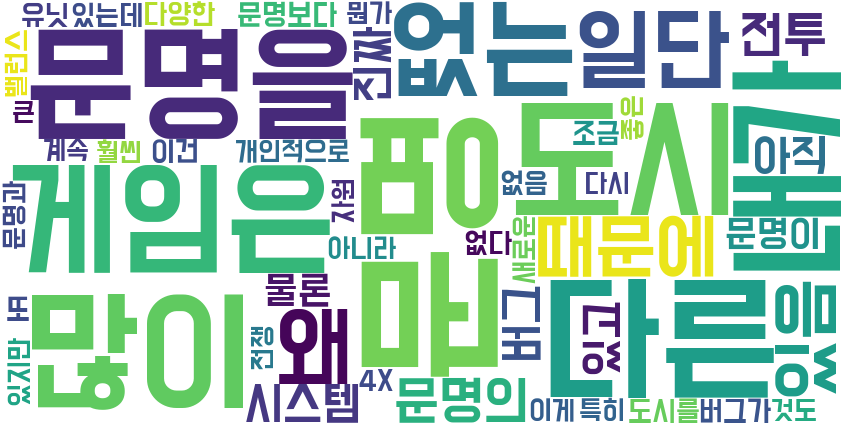 유닛 있는데 다양한 문명보다 뭔가
밸런스 문명을 진짜 없는 일단 전투
큰
계속 훨씬 이건 개인적으로
조금 좋은 아직
문명 도시
게임은
자원 없음 다시
문명과
아니라 없다 새로운 때문에 문명이
물론
많이 왜 버그 있고 다른 있음
또
전쟁
있지만 시스템 4X 문명의 이게 특히 도시를 버그가 것도